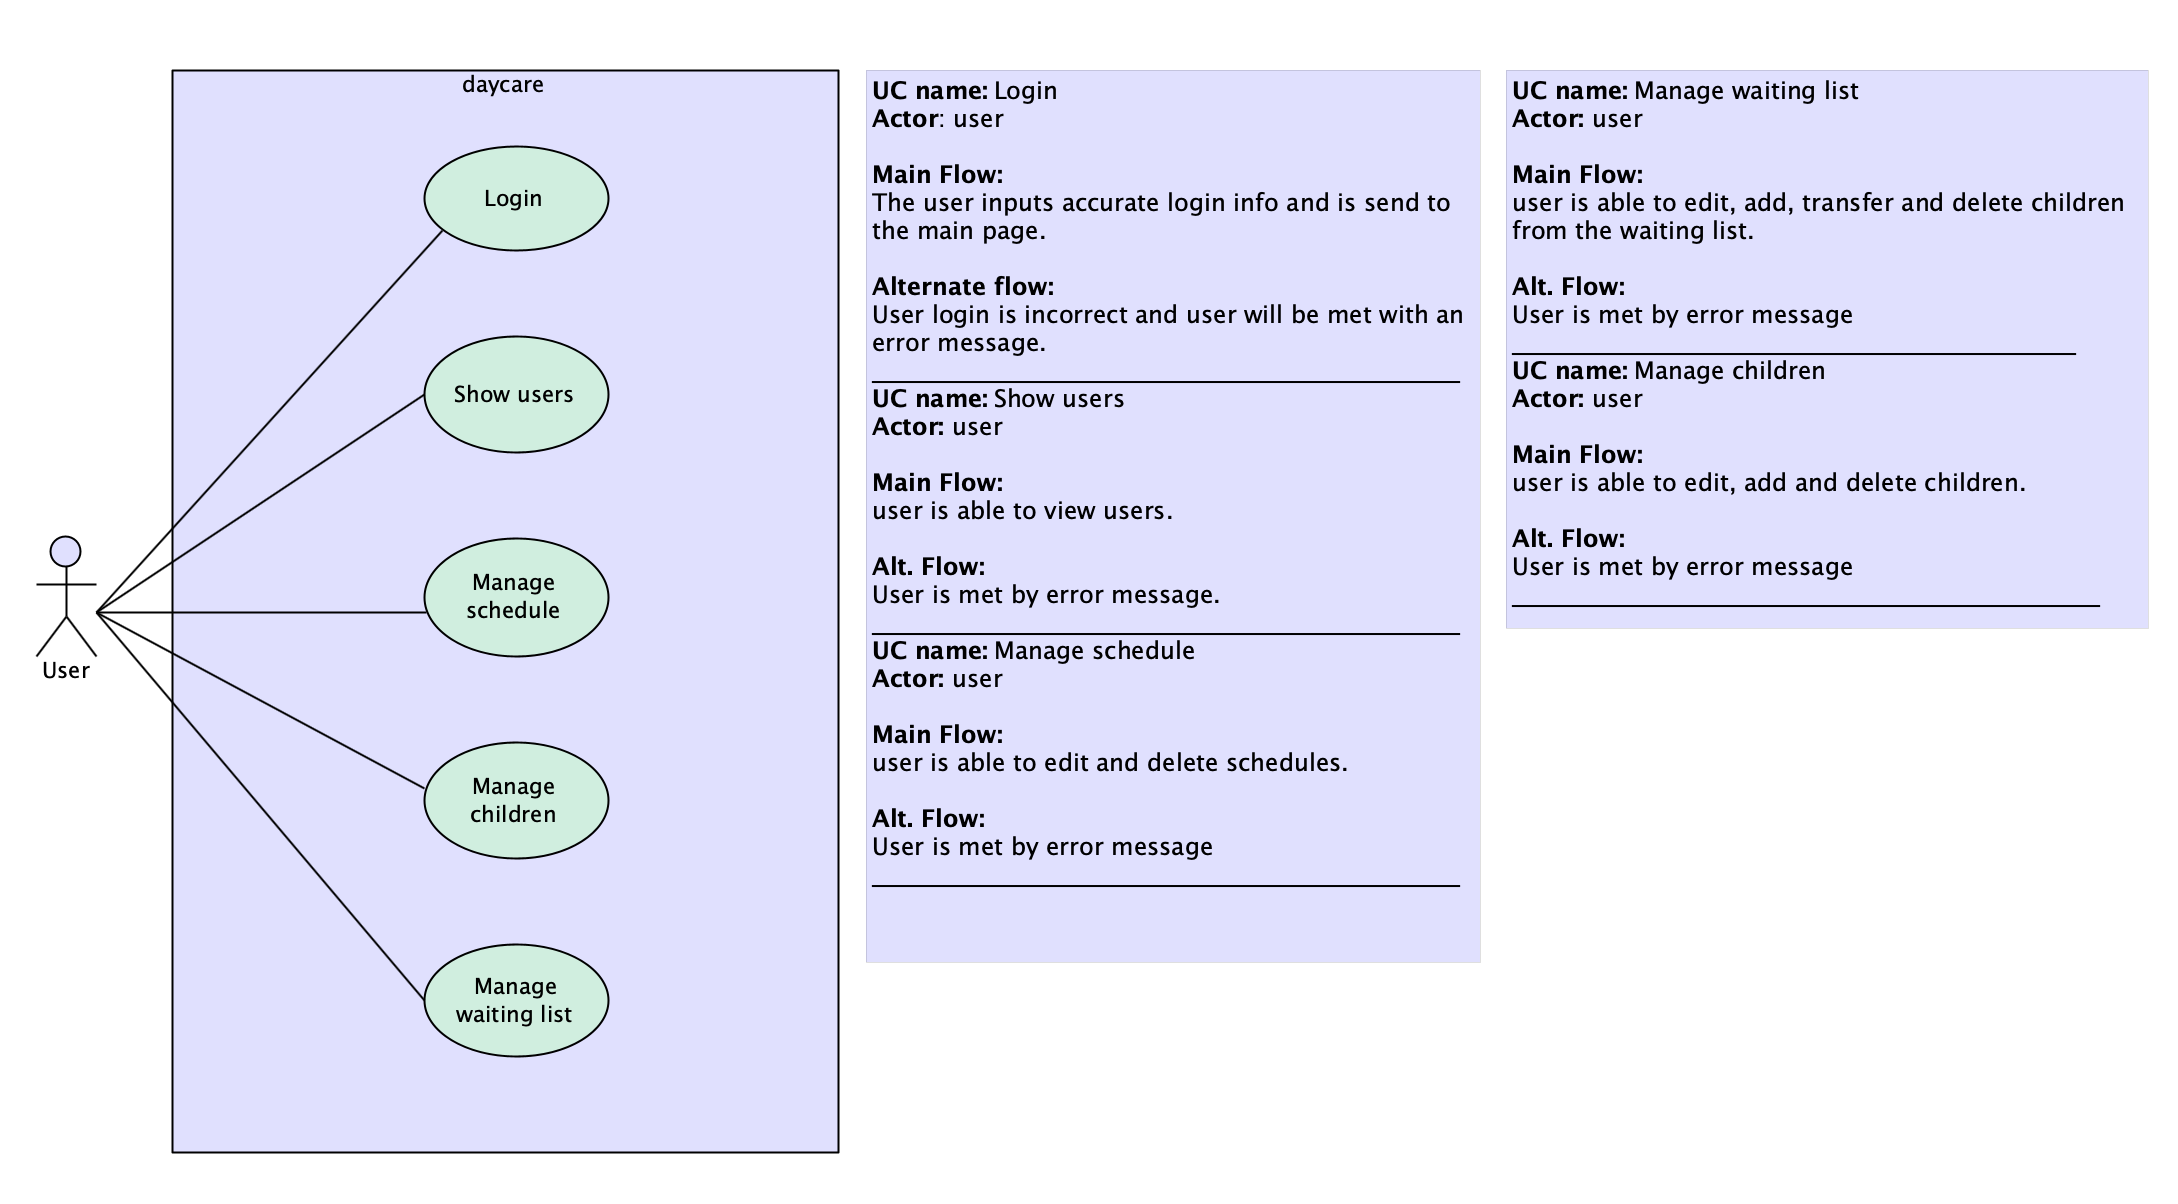 daycare
Login
Show users
Manage
schedule
Manage
children
Manage
waiting list
User
UC name: Login
Actor: user
Main Flow:
The user inputs accurate login info and is send to
the main page.
Alternate flow:
User login is incorrect and user will be met with an
error message.
UC name: Show users
Actor: user
Main Flow:
user is able to view users.
Alt. Flow:
User is met by error message.
UC name: Manage schedule
Actor: user
Main Flow:
user is able to edit and delete schedules.
Alt. Flow:
User is met by error message
UC name: Manage waiting list
Actor: user
Main Flow:
user is able to edit, add, transfer and delete children
from the waiting list.
Alt. Flow:
User is met by error message
UC name: Manage children
Actor: user
Main Flow:
user is able to edit, add and delete children.
Alt. Flow:
User is met by error message